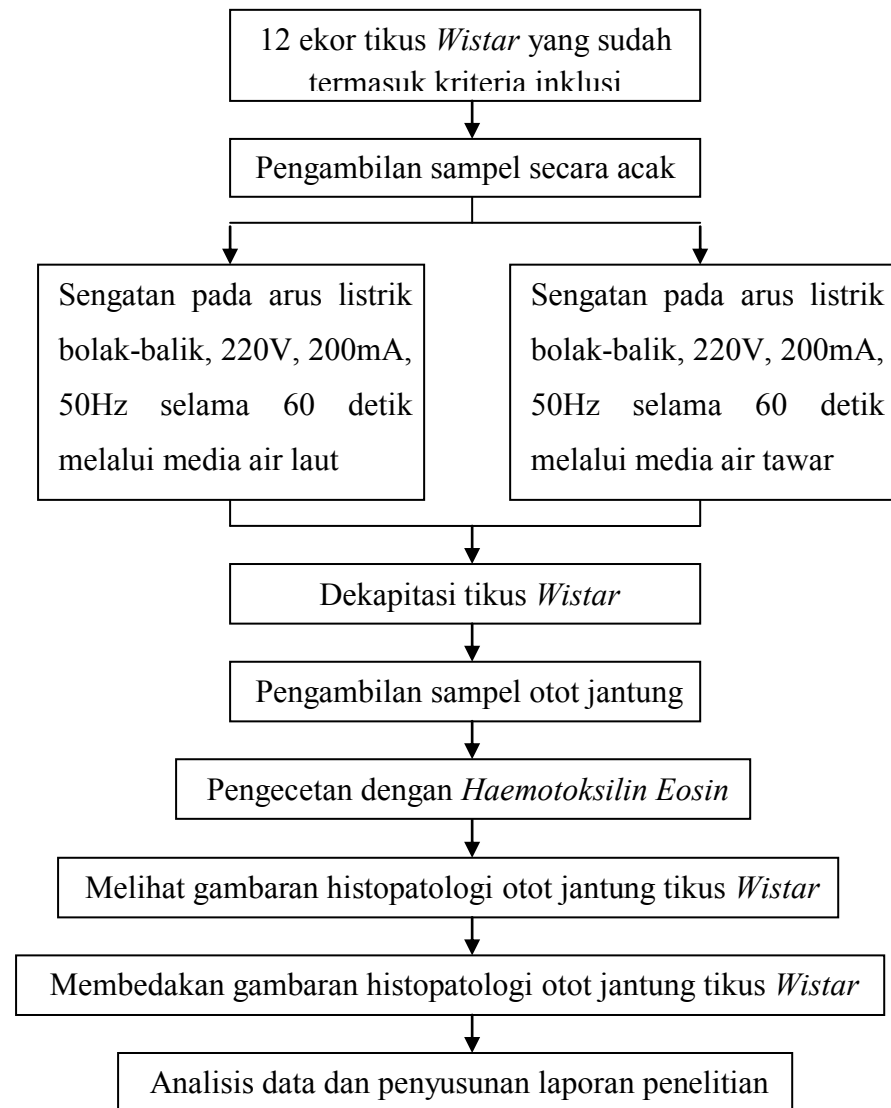 12 ekor tikus Wistar yang sudah
termasuk kriteria inklusi
Pengambilan sampel secara acak
Sengatan pada arus listrik
bolak-balik, 220V, 200mA,
50Hz selama 60 detik
melalui media air laut
Sengatan pada arus listrik
bolak-balik, 220V, 200mA,
50Hz selama 60 detik
melalui media air tawar
Dekapitasi tikus Wistar
Pengambilan sampel otot jantung
Pengecetan dengan Haemotoksilin Eosin
Melihat gambaran histopatologi otot jantung tikus Wistar
Membedakan gambaran histopatologi otot jantung tikus Wistar
Analisis data dan penyusunan laporan penelitian